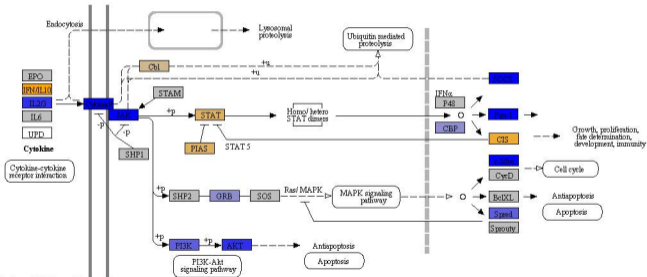 Endocytosis
Lysosomal
proteolysis
Ubiquitin mediated
proteolysis
Cbl
+u
+u
EPO
IFN/IL10
IL2/3
IL6
UPD
Cytokine
Cytokine-cytokine
receptor interaction
STAM
-p
-p
SHP1
+p
STAT
PIAS
STAT 5
Homo/ hetero
STAT dimers
IFNα
P48
CBP
CIS
Growth, proliferation,
fate determination,
development, immunity
CycD
Cell cycle
BclXL
Antiapoptosis
Spred
Apoptosis
Sprouty
+p
SHP2
GRB
SOS
Ras/ MAPK
MAPK signaling
pathway
+p
PI3K
+p
AKT
Antiapoptosis
PI3K-Akt
signaling pathway
Apoptosis